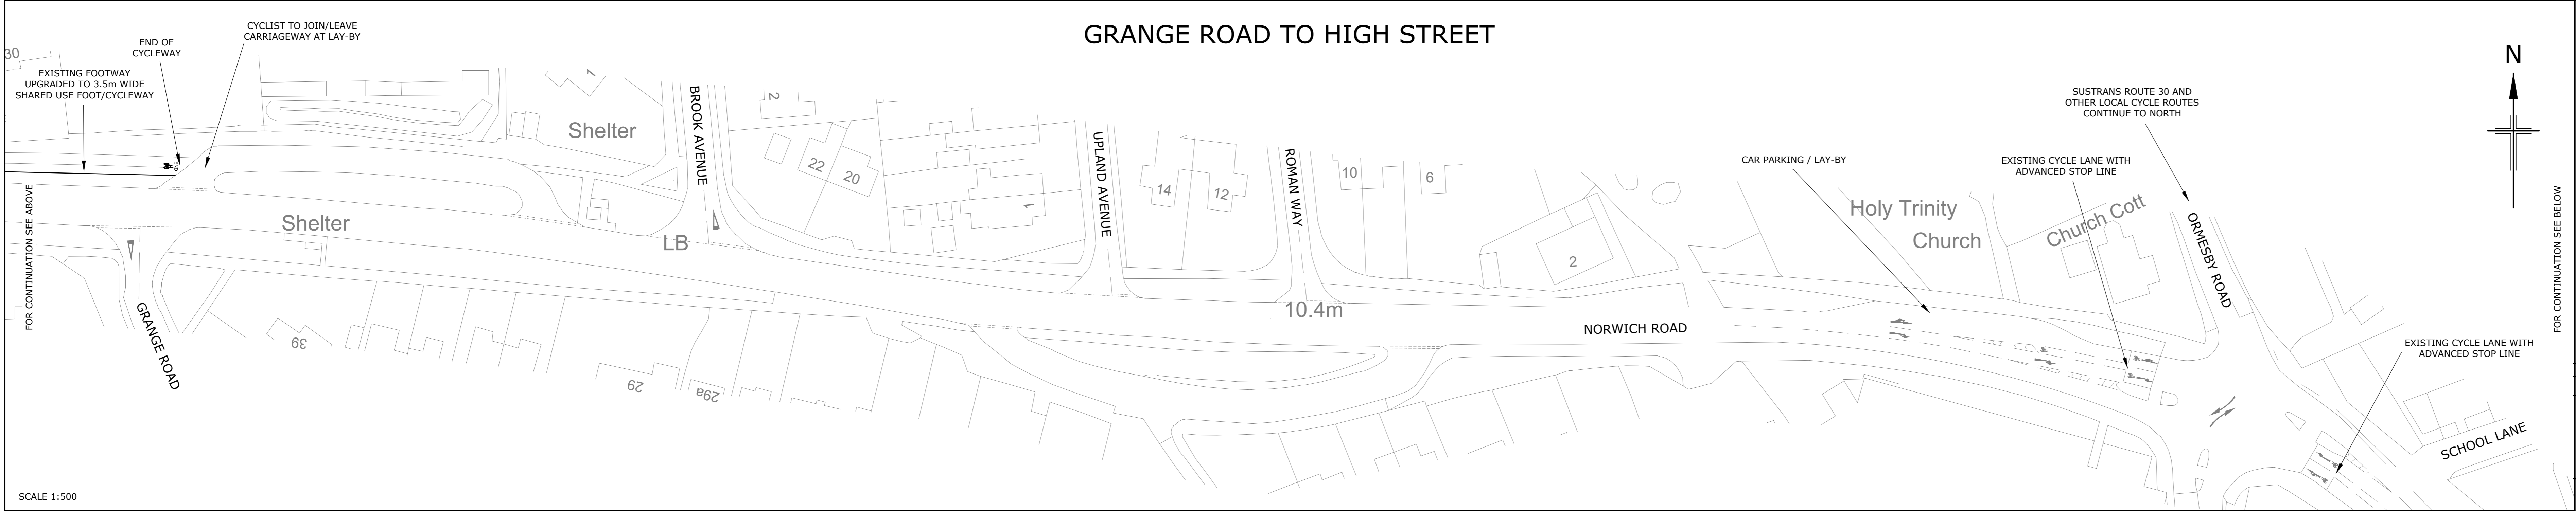 GRANGE ROAD TO HIGH STREET
CYCLIST TO JOIN/LEAVE
CARRIAGEWAY AT LAY-BY
END OF
CYCLEWAY
30
EXISTING FOOTWAY
UPGRADED TO 3.5m WIDE
SHARED USE FOOT/CYCLEWAY
FOR CONTINUATION SEE ABOVE
Shelter
GRANGE ROAD
39
1
Shelter
BROOK AVENUE
LB
29
29a
2
22
20
1
UPLAND AVENUE
14
12
ROMAN WAY
10
6
10.4m
2
NORWICH ROAD
CAR PARKING / LAY-BY
Holy Trinity
Church
EXISTING CYCLE LANE WITH
ADVANCED STOP LINE
Church Cott
SUSTRANS ROUTE 30 AND
OTHER LOCAL CYCLE ROUTES
CONTINUE TO NORTH
ORMESBY ROAD
EXISTING CYCLE LANE WITH
ADVANCED STOP LINE
SCHOOL LANE
N
FOR CONTINUATION SEE BELOW
SCALE 1:500